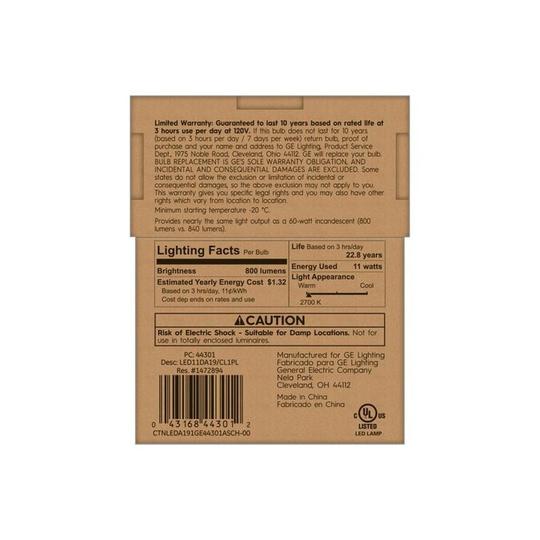 Limited Warranty: Guaranteed to last 10 years based on rated life at
3 hours use per day at 120V. If this bulb does not last for 10 years
(based on 3 hours per day / 7 days per week) return bulb, proof of
purchase and your name and address to GE Lighting, Product Service
Dept., 1975 Noble Road, Cleveland, Ohio 44112. GE will replace your bulb.
BULB REPLACEMENT IS GE'S SOLE WARRANTY OBLIGATION, AND
INCIDENTAL AND CONSEQUENTIAL DAMAGES ARE EXCLUDED. Some
states do not allow the exclusion or limitation of incidental or
consequential damages, so the above exclusion may not apply to you.
This warranty gives you specific legal rights and you may also have other
rights which vary from location to location.
Minimum starting temperature -20 °C.
Provides nearly the same light output as a 60-watt incandescent (800
lumens vs. 840 lumens).
Lighting Facts Per Bulb
Brightness 800 lumens
Estimated Yearly Energy Cost $1.32
Based on 3 hrs/day, 11¢/kWh
Cost dep ends on rates and use
Life Based on 3 hrs/day
22.8 years
Energy Used 11 watts
Light Appearance
Warm Cool
2700 K
CAUTION
Risk of Electric Shock - Suitable for Damp Locations. Not for
use in totally enclosed luminaires.
PC: 44301
Desc: LED11DA19/CL1PL
Res. #1472894
0 43168 44301 2
CTNLEDA191GE44301ASCH-00
Manufactured for GE Lighting
Fabricado para GE Lighting
General Electric Company
Nela Park
Cleveland, OH 44112
Made in China
Fabricado en China
C UL US
LISTED
LED LAMP